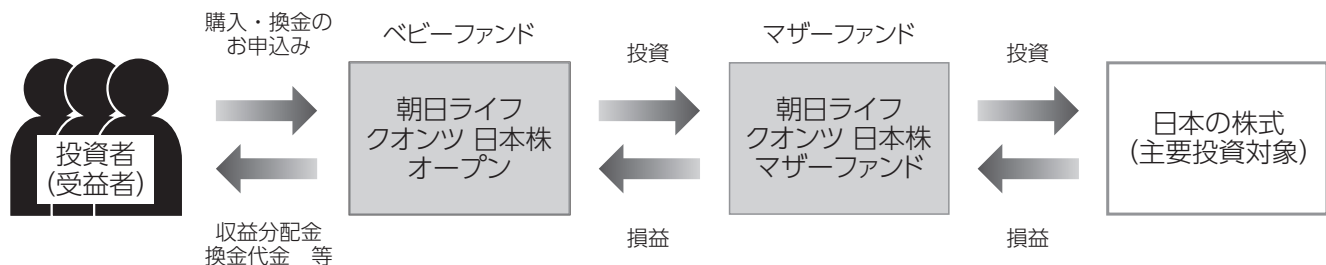 購入・換金の
お申込み
ベビーファンド
投資
マザーファンド
投資
投資者
(受益者)
朝日ライフ
クオンツ 日本株
オープン
朝日ライフ
クオンツ 日本株
マザーファンド
日本の株式
(主要投資対象)
収益分配金
換金代金　等
損益
損益